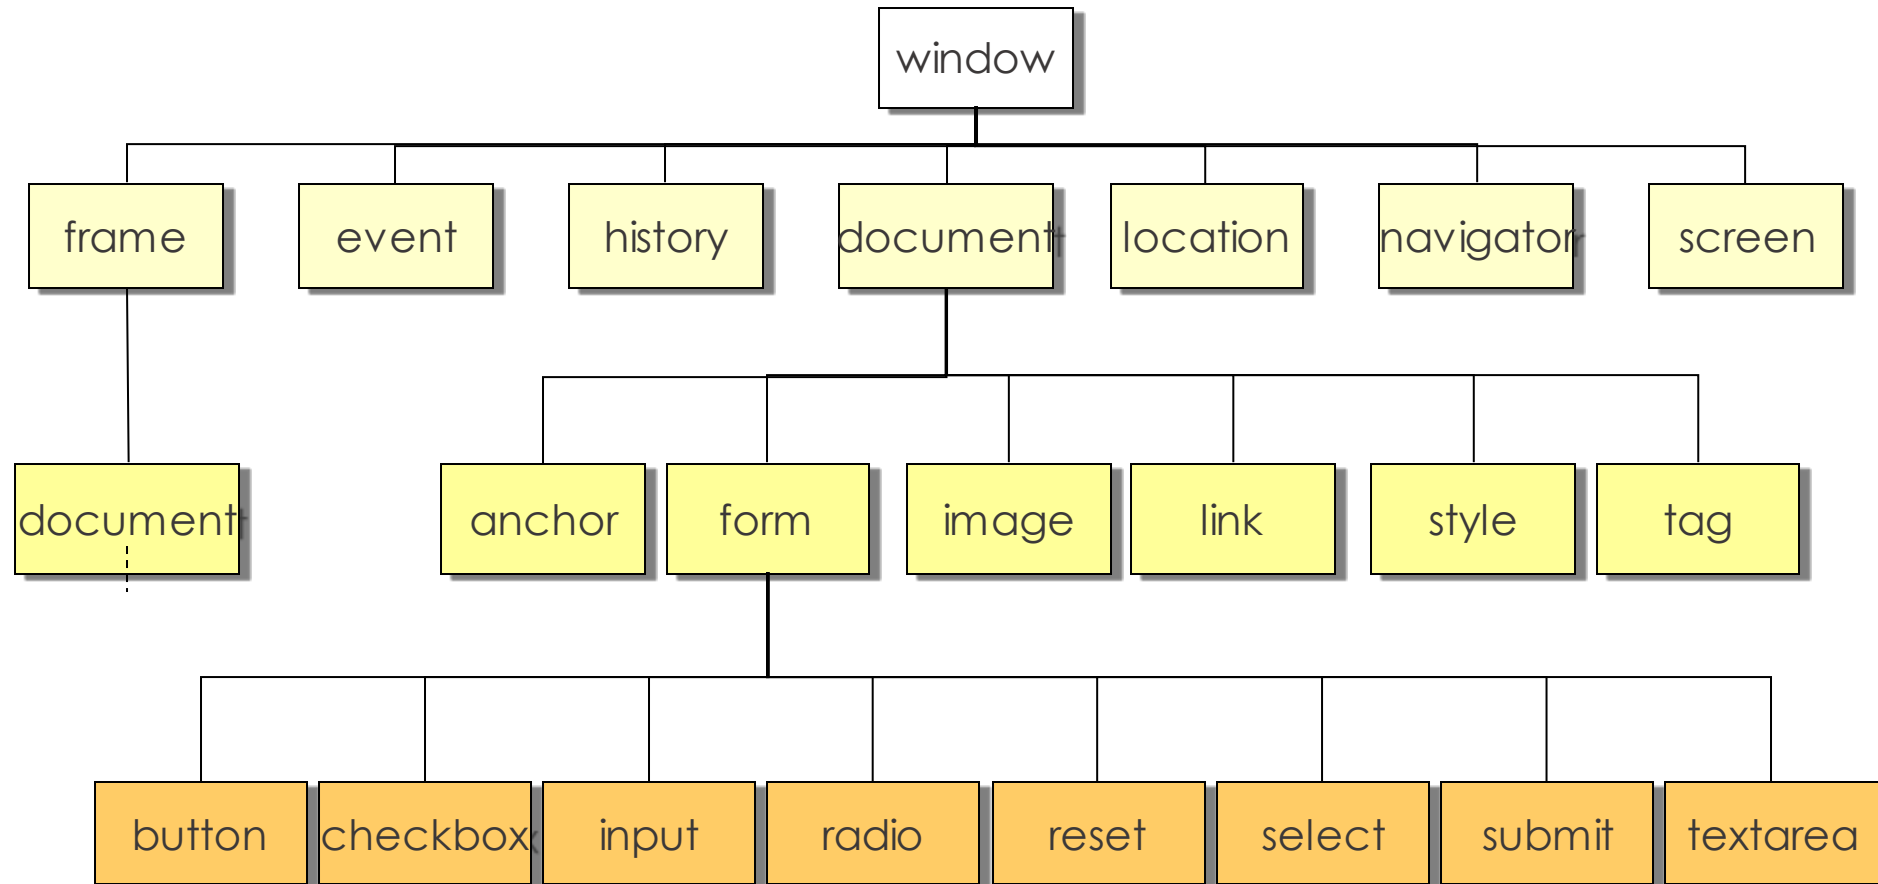 window
frame
event
history
document
location
navigator
screen
document
anchor
form
image
link
style
tag
button
checkbox
input
radio
reset
select
submit
textarea